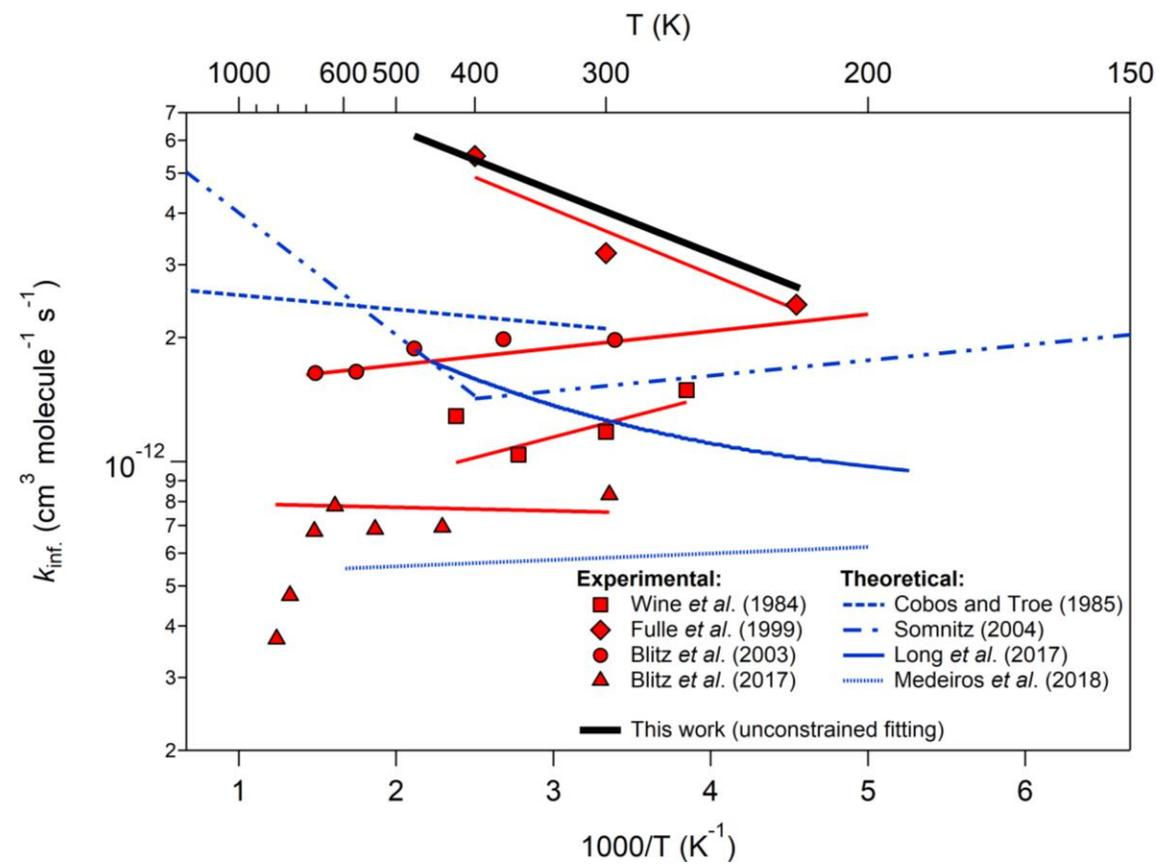 T (K)
1000 600 500 400 300 200 150
7
6
5
4
3
2
10-12
9
8
7
6
5
4
3
2
kinf. (cm3 molecule-1 s-1)
Experimental:
Wine et al. (1984)
Fulle et al. (1999)
Blitz et al. (2003)
Blitz et al. (2017)
This work (unconstrained fitting)
Theoretical:
Cobos and Troe (1985)
Somnitz (2004)
Long et al. (2017)
Medeiros et al. (2018)
1 2 3 4 5 6
1000/T (K-1)